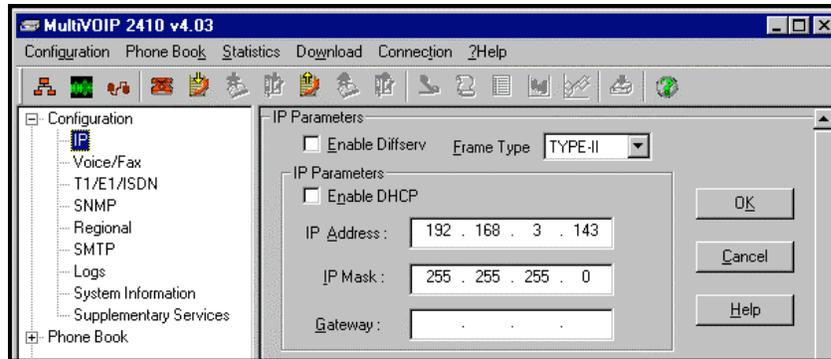 MultiVOIP 2410 v4.03
Configuration Phone Book Statistics Download Connection ?Help
Configuration
IP
Voice/Fax
T1/E1/ISDN
SNMP
Regional
SMTP
Logs
System Information
Supplementary Services
Phone Book
IP Parameters
Enable Diffserv Frame Type TYPE-II
IP Parameters
Enable DHCP
IP Address : 192 . 168 . 3 . 143
IP Mask : 255 . 255 . 255 . 0
Gateway : . . .
OK
Cancel
Help